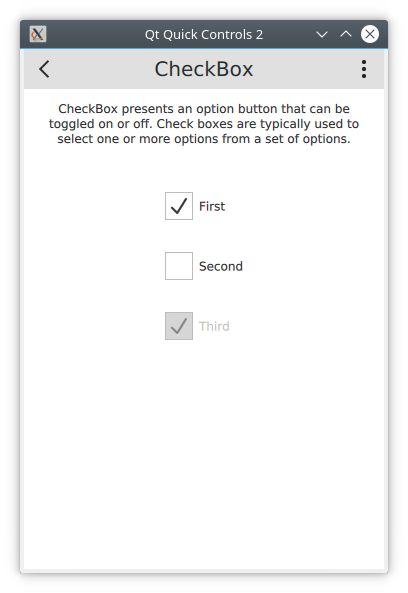 Qt Quick Controls 2
CheckBox
CheckBox presents an option button that can be
toggled on or off. Check boxes are typically used to
select one or more options from a set of options.
First
Second
Third